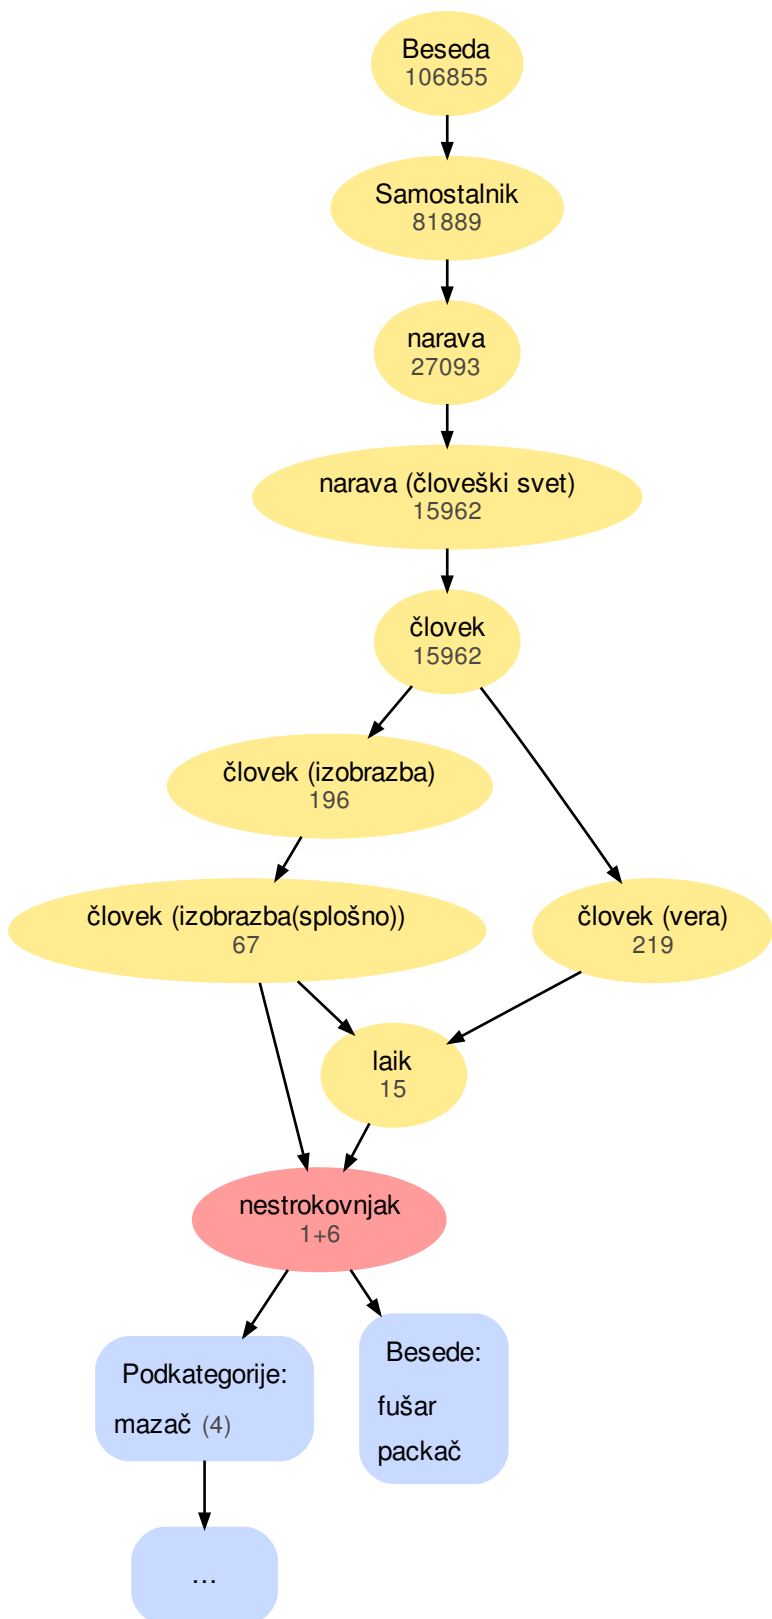 Beseda
106855
Samostalnik
81889
narava
27093
narava (človeški svet)
15962
človek
15962
človek (izobrazba)
196
človek (izobrazba(splošno))
67
človek (vera)
219
laik
15
nestrokovnjak
1+6
Podkategorije:
mazač (4)
Besede:
fušar
packač
...